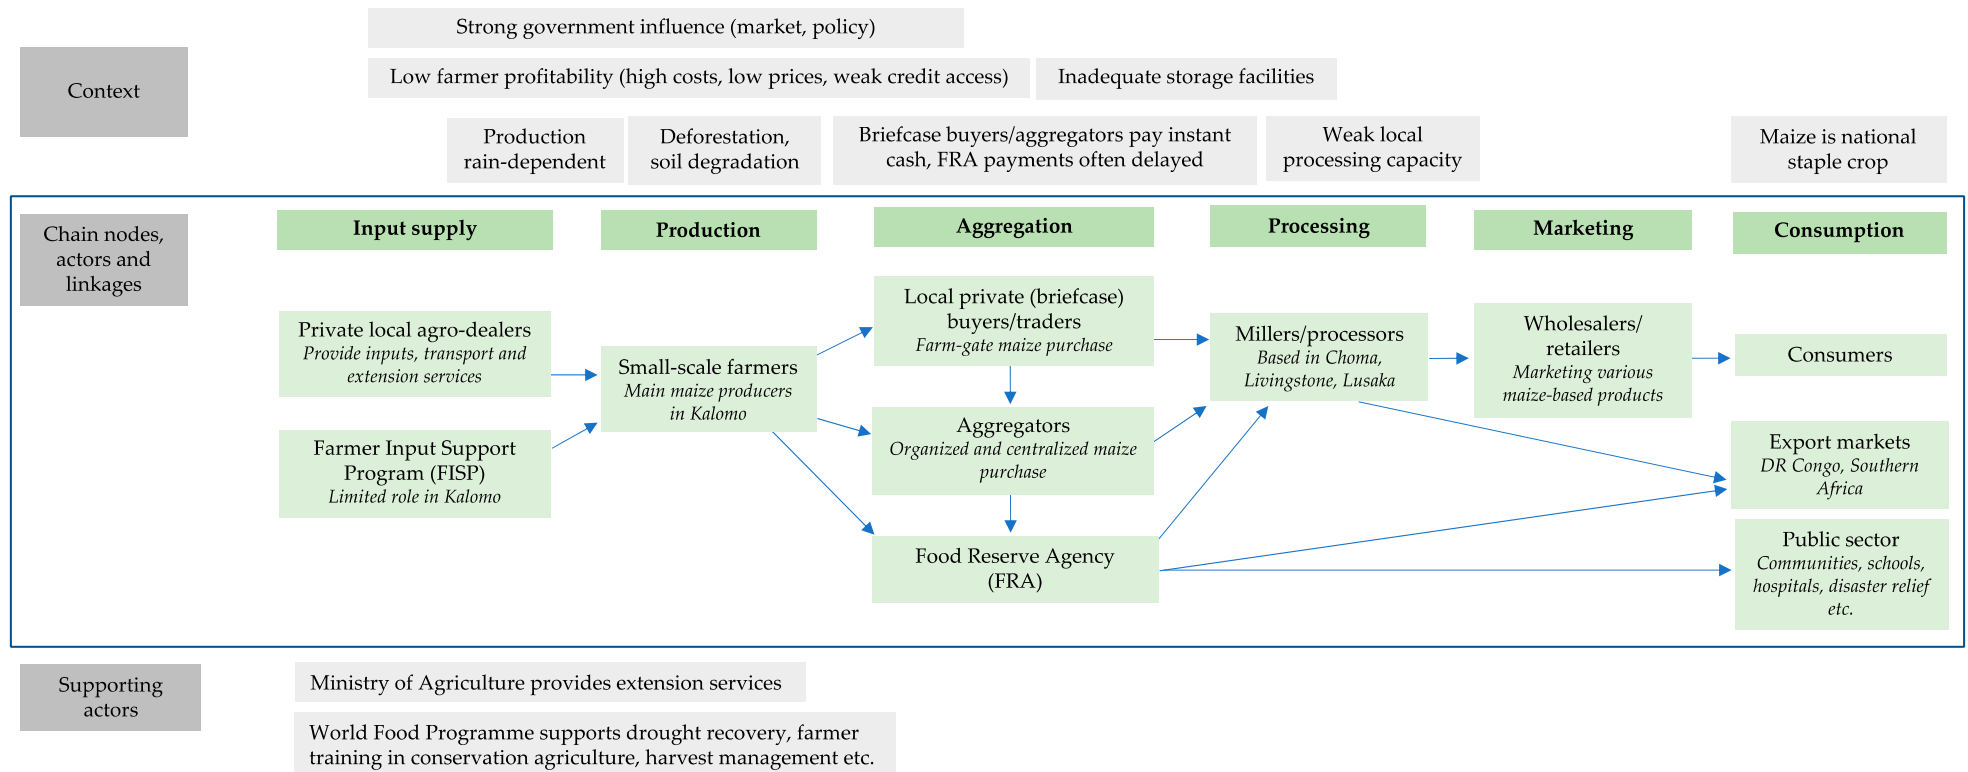 Context
Strong government influence (market, policy)
Low farmer profitability (high costs, low prices, weak credit access)
Inadequate storage facilities
Production
rain-dependent
Deforestation,
soil degradation
Briefcase buyers/aggregators pay instant
cash, FRA payments often delayed
Weak local
processing capacity
Maize is national
staple crop
Chain nodes,
actors and
linkages
Input supply
Production
Aggregation
Processing
Marketing
Consumption
Private local agro-dealers
Provide inputs, transport and
extension services
Farmer Input Support
Program (FISP)
Limited role in Kalomo
Small-scale farmers
Main maize producers
in Kalomo
Local private (briefcase)
buyers/traders
Farm-gate maize purchase
Aggregators
Organized and centralized maize
purchase
Food Reserve Agency
(FRA)
Millers/processors
Based in Choma,
Livingstone, Lusaka
Wholesalers/
retailers
Marketing various
maize-based products
Consumers
Export markets
DR Congo, Southern
Africa
Public sector
Communities, schools,
hospitals, disaster relief
etc.
Supporting
actors
Ministry of Agriculture provides extension services
World Food Programme supports drought recovery, farmer
training in conservation agriculture, harvest management etc.